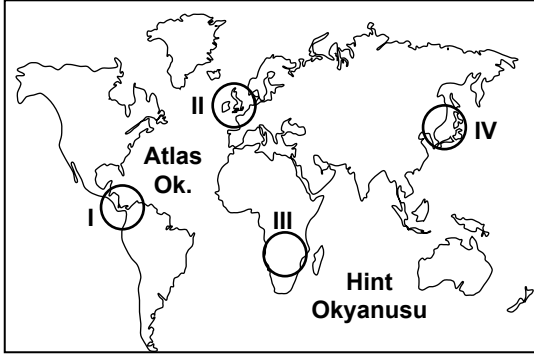 II
IV
Atlas
Ok.
III
I
Hint
Okyanusu